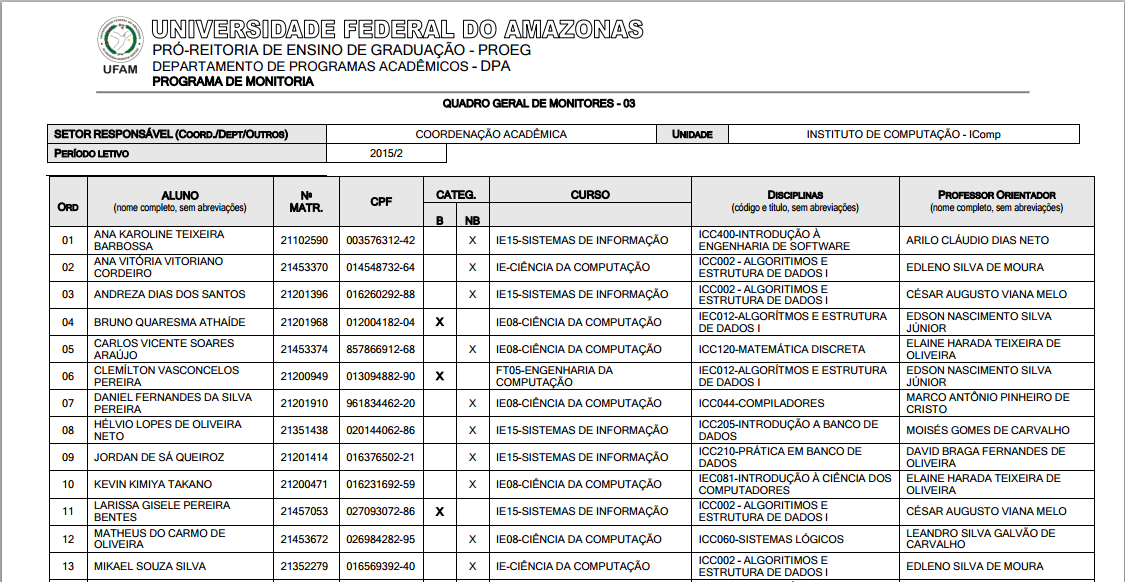 UNIVERSIDADE FEDERAL DO AMAZONAS
PRÓ-REITORIA DE ENSINO DE GRADUAÇÃO - PROEG
DEPARTAMENTO DE PROGRAMAS ACADÊMICOS - DPA
UFAM
PROGRAMA DE MONITORIA
QUADRO GERAL DE MONITORES - 03
SETOR RESPONSÁVEL (COORD./DEPT/OUTROS) COORDENAÇÃO ACADÊMICA UNIDADE INSTITUTO DE COMPUTAÇÃO - IComp
PERÍODO LETIVO 2015/2
ORD
ALUNO
(nome completo, sem abreviações)
Nº
MATR.
CPF
CATEG.
B NB
CURSO
DISCIPLINAS
(código e título, sem abreviações)
PROFESSOR ORIENTADOR
(nome completo, sem abreviações)
01
ANA KAROLINE TEIXEIRA
BARBOSSA
21102590 003576312-42 X IE15-SISTEMAS DE INFORMAÇÃO
ICC400-INTRODUÇÃO À
ENGENHARIA DE SOFTWARE
ARILO CLÁUDIO DIAS NETO
02
ANA VITÓRIA VITORIANO
CORDEIRO
21453370 014548732-64 X IE-CIÊNCIA DA COMPUTAÇÃO
ICC002 - ALGORITIMOS E
ESTRUTURA DE DADOS I
EDLENO SILVA DE MOURA
03
ANDREZA DIAS DOS SANTOS
21201396 016260292-88 X IE15-SISTEMAS DE INFORMAÇÃO
ICC002 - ALGORITIMOS E
ESTRUTURA DE DADOS I
CÉSAR AUGUSTO VIANA MELO
04
BRUNO QUARESMA ATHAÍDE
21201968 012004182-04 X IE08-CIÊNCIA DA COMPUTAÇÃO
IEC012-ALGORÍTMOS E ESTRUTURA
DE DADOS I
EDSON NASCIMENTO SILVA
JÚNIOR
05
CARLOS VICENTE SOARES
ARAÚJO
21453374 857866912-68 X IE08-CIÊNCIA DA COMPUTAÇÃO
ICC120-MATEMÁTICA DISCRETA
ELAINE HARADA TEIXEIRA DE
OLIVEIRA
06
CLEMÍLTON VASCONCELOS
PEREIRA
21200949 013094882-90 X
FT05-ENGENHARIA DA
COMPUTAÇÃO
IEC012-ALGORÍTMOS E ESTRUTURA
DE DADOS I
EDSON NASCIMENTO SILVA
JÚNIOR
07
DANIEL FERNANDES DA SILVA
PEREIRA
21201910 961834462-20 X IE08-CIÊNCIA DA COMPUTAÇÃO
ICC044-COMPILADORES
MARCO ANTÔNIO PINHEIRO DE
CRISTO
08
HÉLVIO LOPES DE OLIVEIRA
NETO
21351438 020144062-86 X IE15-SISTEMAS DE INFORMAÇÃO
ICC205-INTRODUÇÃO A BANCO DE
DADOS
MOISÉS GOMES DE CARVALHO
09
JORDAN DE SÁ QUEIROZ
21201414 016376502-21 X IE15-SISTEMAS DE INFORMAÇÃO
ICC210-PRÁTICA EM BANCO DE
DADOS
DAVID BRAGA FERNANDES DE
OLIVEIRA
10
KEVIN KIMIYA TAKANO
21200471 016231692-59 X IE08-CIÊNCIA DA COMPUTAÇÃO
IEC081-INTRODUÇÃO À CIÊNCIA DOS
COMPUTADORES
ELAINE HARADA TEIXEIRA DE
OLIVEIRA
11
LARISSA GISELE PEREIRA
BENTES
21457053 027093072-86 X IE15-SISTEMAS DE INFORMAÇÃO
ICC002 - ALGORITIMOS E
ESTRUTURA DE DADOS I
CÉSAR AUGUSTO VIANA MELO
12
MATHEUS DO CARMO DE
OLIVEIRA
21453672 026984282-95 X IE08-CIÊNCIA DA COMPUTAÇÃO
ICC060-SISTEMAS LÓGICOS
LEANDRO SILVA GALVÃO DE
CARVALHO
13
MIKAEL SOUZA SILVA
21352279 016569392-40 X IE-CIÊNCIA DA COMPUTAÇÃO
ICC002 - ALGORITIMOS E
ESTRUTURA DE DADOS I
EDLENO SILVA DE MOURA